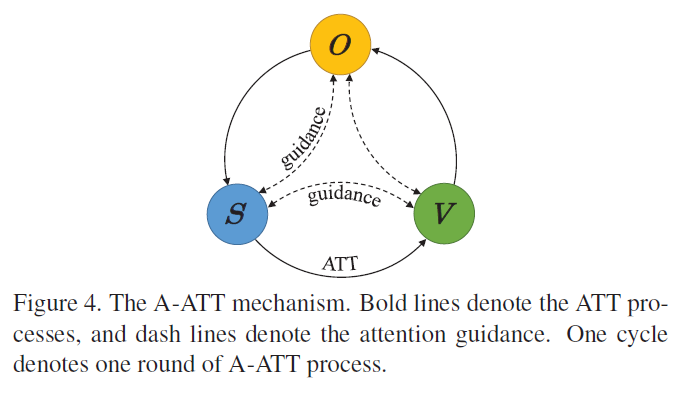 O
guidance
guidance
S
V
ATT
Figure 4. The A-ATT mechanism. Bold lines denote the ATT pro-
cesses, and dash lines denote the attention guidance. One cycle
denotes one round of A-ATT process.